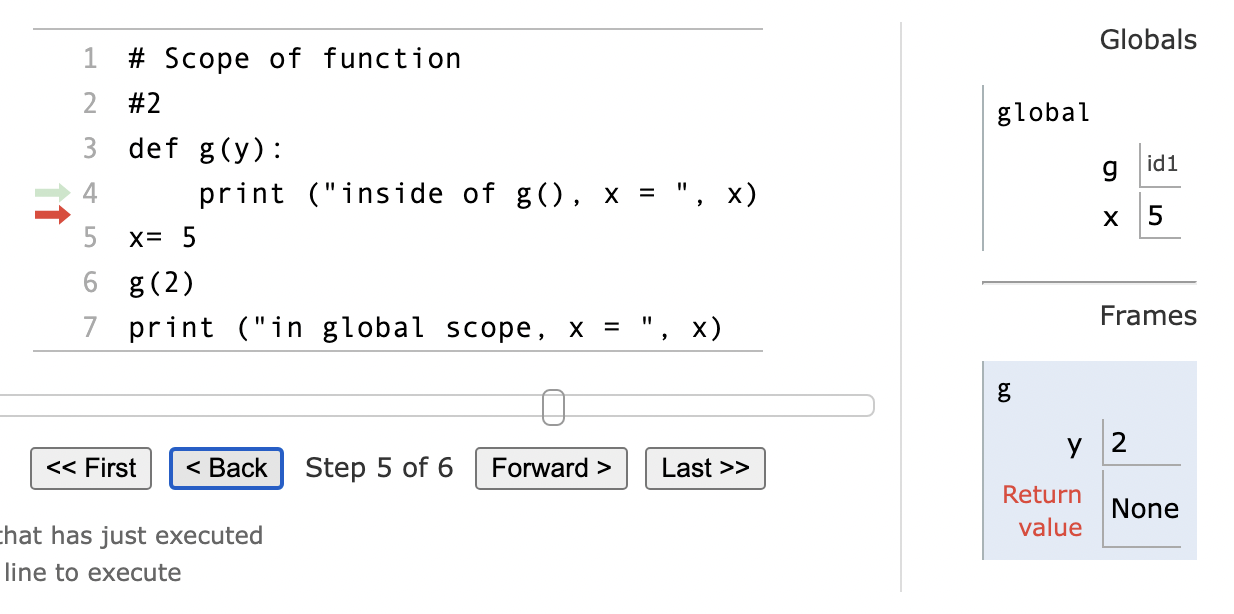 1 # Scope of function
2 #2
3 def g(y):
4     print ("inside of g(), x = ", x)
5 x= 5
6 g(2)
7 print ("in global scope, x = ", x)
<< First < Back Step 5 of 6 Forward > Last >>
that has just executed
line to execute
Globals
global
g id1
x 5
Frames
g
y 2
Return
value None